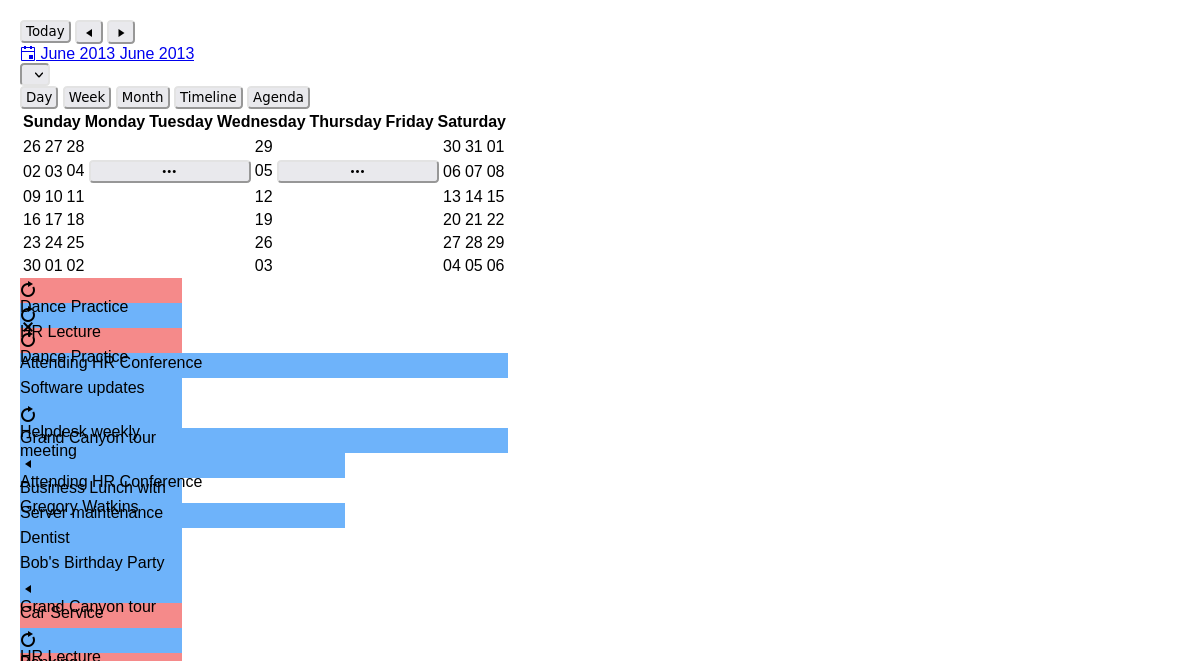 Today
June 2013 June 2013
Day Week Month Timeline Agenda
Sunday Monday Tuesday Wednesday Thursday Friday Saturday
26 27 28 29 30 31 01
02 03 04 ••• 05 ••• 06 07 08
09 10 11 12 13 14 15
16 17 18 19 20 21 22
23 24 25 26 27 28 29
30 01 02 03 04 05 06
Dance Practice
HR Lecture
Dance Practice
Attending HR Conference
Software updates
Helpdesk weekly
Grand Canyon tour
meeting
Attending HR Conference
Business Lunch with
Gregory Watkins
Server maintenance
Dentist
Bob's Birthday Party
Grand Canyon tour
Car Service
HR Lecture